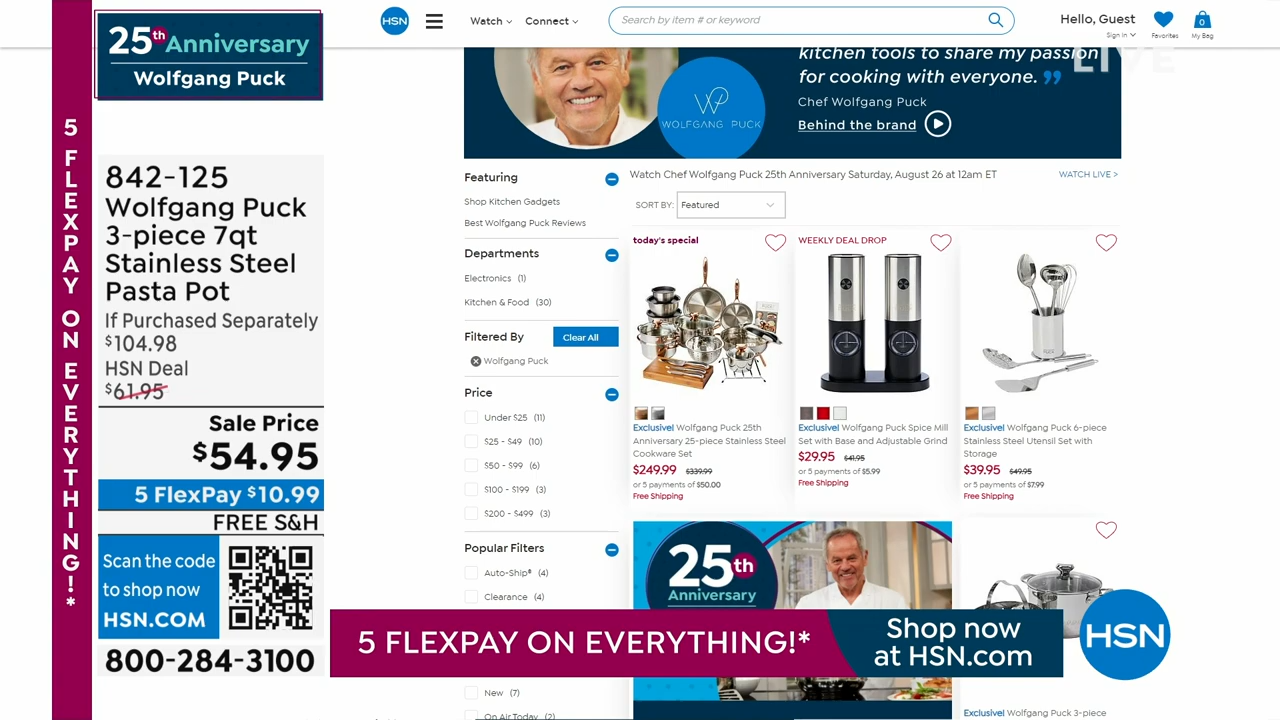 25th Anniversary
Wolfgang Puck
5 FLEXPAY ON EVERYTHING!*
842-125
Wolfgang Puck
3-piece 7qt
Stainless Steel
Pasta Pot
If Purchased Separately
$104.98
HSN Deal
$61.95
Sale Price
$54.95
5 FlexPay $10.99
FREE S&H
Scan the code
to shop now
HSN.COM
800-284-3100
HSN
Watch
Connect
Search by item # or keyword
Hello, Guest
Sign In
Favorites
0
My Bag
LIVE
kitchen tools to share my passion
for cooking with everyone. ”
Chef Wolfgang Puck
Behind the brand
WP
WOLFGANG PUCK
Featuring
Shop Kitchen Gadgets
Best Wolfgang Puck Reviews
Departments
Electronics (1)
Kitchen & Food (30)
Filtered By
Clear All
Wolfgang Puck
Price
Under $25 (11)
$25 - $49 (10)
$50 - $99 (6)
$100 - $199 (3)
$200 - $499 (3)
Popular Filters
Auto-Ship® (4)
Clearance (4)
New (7)
On Air Today (2)
Watch Chef Wolfgang Puck 25th Anniversary Saturday, August 26 at 12am ET
WATCH LIVE >
SORT BY: Featured
today's special
Exclusive! Wolfgang Puck 25th
Anniversary 25-piece Stainless Steel
Cookware Set
$249.99 $339.99
or 5 payments of $50.00
Free Shipping
WEEKLY DEAL DROP
Exclusive! Wolfgang Puck Spice Mill
Set with Base and Adjustable Grind
$29.95 $41.95
or 5 payments of $5.99
Free Shipping
Exclusive! Wolfgang Puck 6-piece
Stainless Steel Utensil Set with
Storage
$39.95 $49.95
or 5 payments of $7.99
Free Shipping
25th
Anniversary
5 FLEXPAY ON EVERYTHING!*
Shop now
at HSN.com
HSN
Exclusive! Wolfgang Puck 3-piece